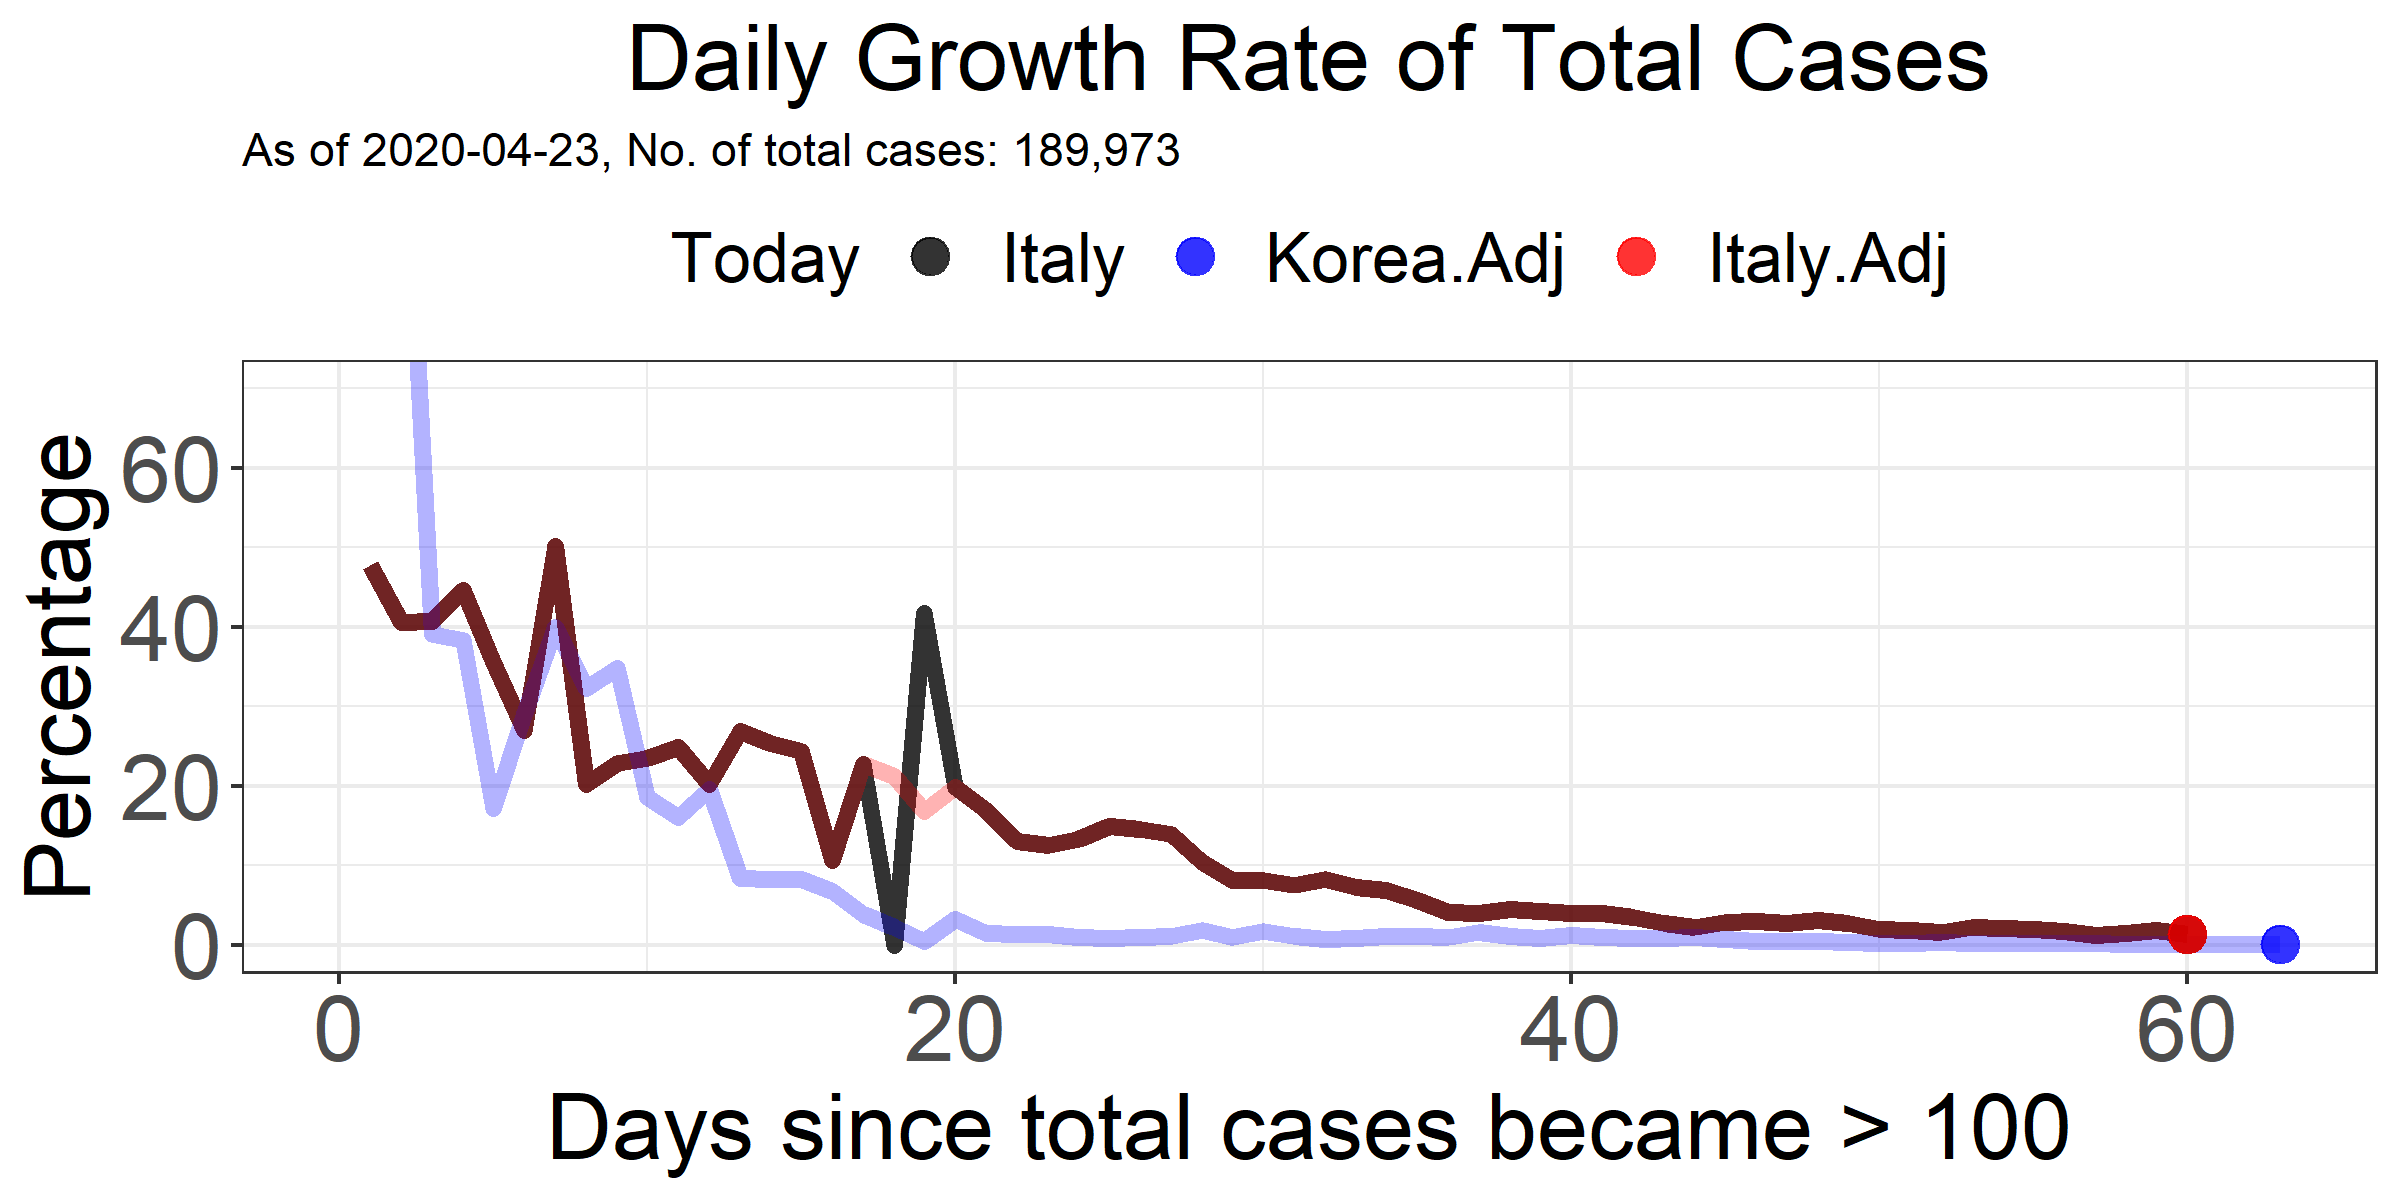 Daily Growth Rate of Total Cases
As of 2020-04-23, No. of total cases: 189,973
Today Italy Korea.Adj Italy.Adj
Percentage
60
40
20
0
0 20 40 60
Days since total cases became > 100